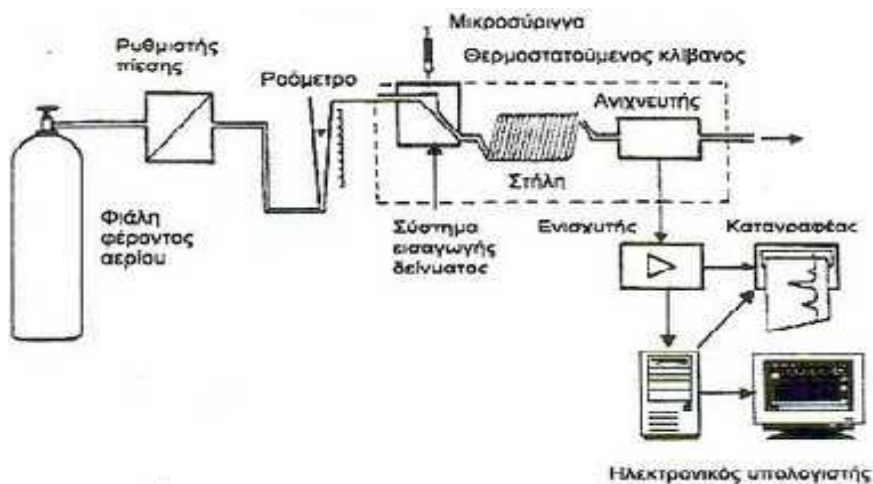 Μικροσύριγγα
Ρυθμιστής
πίεσης
Θερμοστατούμενος κλίβανος
Ροόμετρο
Ανιχνευτής
Στήλη
Φιάλη
φέροντος
αερίου
Σύστημα
εισαγωγής
δείγματος
Ενισχυτής
Καταγραφέας
Ηλεκτρονικός υπολογιστής